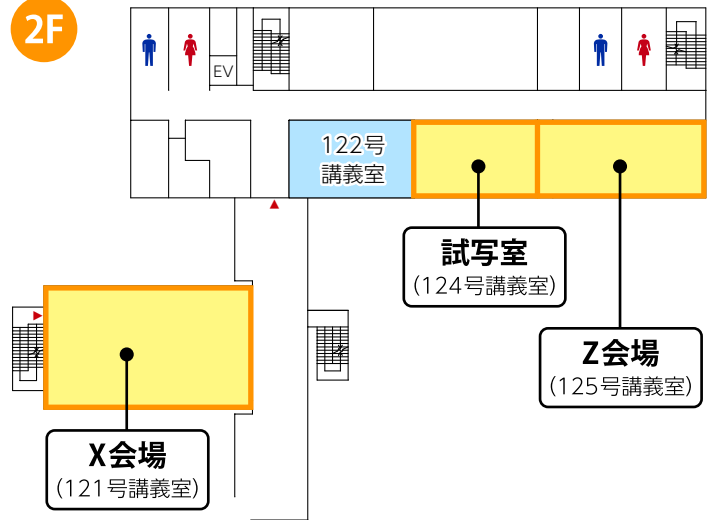 2F
EV
122号
講義室
試写室
(124号講義室)
Z会場
(125号講義室)
X会場
(121号講義室)